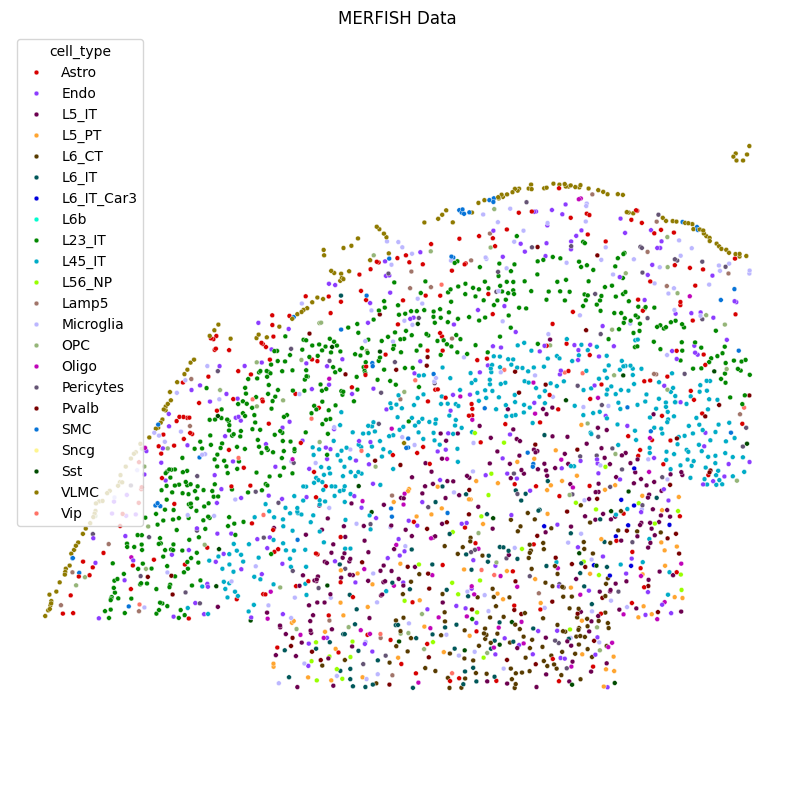 MERFISH Data
cell_type
Astro
Endo
L5_IT
L5_PT
L6_CT
L6_IT
L6_IT_Car3
L6b
L23_IT
L45_IT
L56_NP
Lamp5
Microglia
OPC
Oligo
Pericytes
Pvalb
SMC
Sncg
Sst
VLMC
Vip